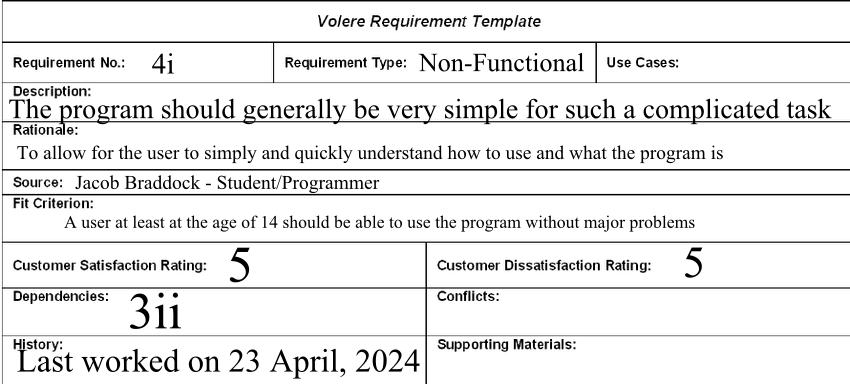 Volere Requirement Template
Requirement No.: 4i Requirement Type: Non-Functional Use Cases:
Description:
The program should generally be very simple for such a complicated task
Rationale:
To allow for the user to simply and quickly understand how to use and what the program is
Source: Jacob Braddock - Student/Programmer
Fit Criterion:
A user at least at the age of 14 should be able to use the program without major problems
Customer Satisfaction Rating: 5 Customer Dissatisfaction Rating: 5
Dependencies: 3ii Conflicts:
History: Supporting Materials:
Last worked on 23 April, 2024